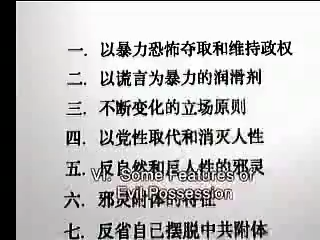 一. 以暴力恐怖夺取和维持政权
二. 以谎言为暴力的润滑剂
三. 不断变化的立场原则
四. 以党性取代和消灭人性
五. 反自然和反人性的邪灵
VI. Some Features of
Evil Possession
六. 邪灵附体的特征
七. 反省自己摆脱中共附体